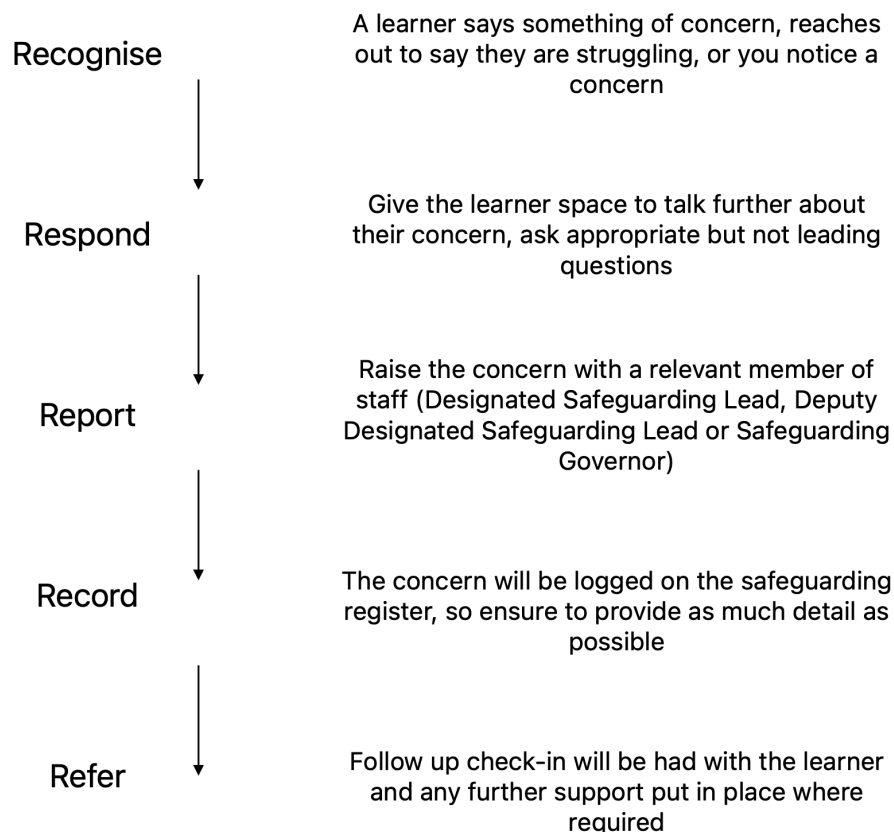 Recognise
A learner says something of concern, reaches
out to say they are struggling, or you notice a
concern
Respond
Give the learner space to talk further about
their concern, ask appropriate but not leading
questions
Report
Raise the concern with a relevant member of
staff (Designated Safeguarding Lead, Deputy
Designated Safeguarding Lead or Safeguarding
Governor)
Record
The concern will be logged on the safeguarding
register, so ensure to provide as much detail as
possible
Refer
Follow up check-in will be had with the learner
and any further support put in place where
required